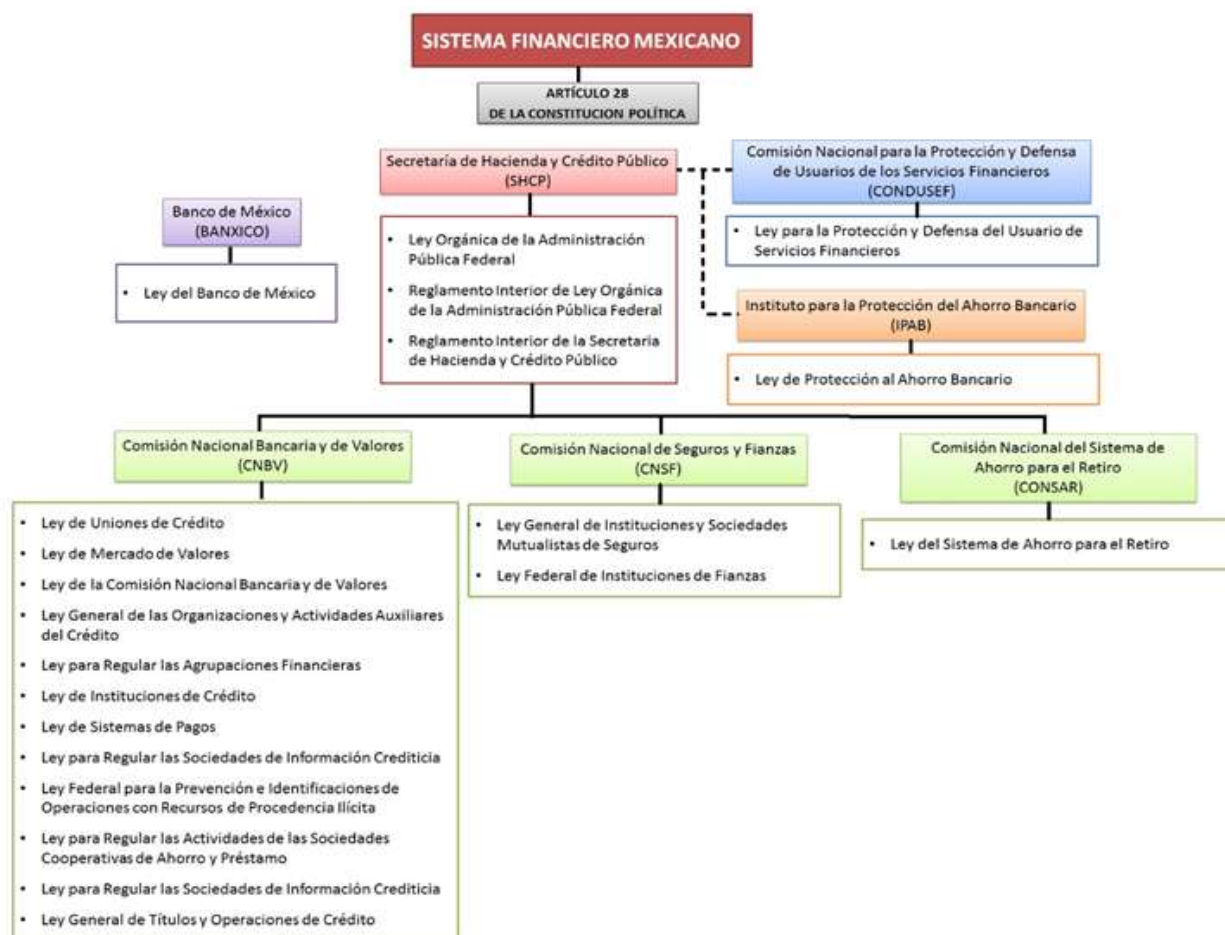 SISTEMA FINANCIERO MEXICANO
ARTÍCULO 28
DE LA CONSTITUCION POLÍTICA
Secretaría de Hacienda y Crédito Público
(SHCP)
Comisión Nacional para la Protección y Defensa
de Usuarios de los Servicios Financieros
(CONDUSEF)
Banco de México
(BANXICO)
• Ley Orgánica de la Administración
Pública Federal
• Reglamento Interior de Ley Orgánica
de la Administración Pública Federal
• Reglamento Interior de la Secretaria
de Hacienda y Crédito Público
• Ley para la Protección y Defensa del Usuario de
Servicios Financieros
• Ley del Banco de México
Instituto para la Protección del Ahorro Bancario
(IPAB)
• Ley de Protección al Ahorro Bancario
Comisión Nacional Bancaria y de Valores
(CNBV)
Comisión Nacional de Seguros y Fianzas
(CNSF)
Comisión Nacional del Sistema de
Ahorro para el Retiro
(CONSAR)
• Ley de Uniones de Crédito
• Ley de Mercado de Valores
• Ley de la Comisión Nacional Bancaria y de Valores
• Ley General de las Organizaciones y Actividades Auxiliares
del Crédito
• Ley para Regular las Agrupaciones Financieras
• Ley de Instituciones de Crédito
• Ley de Sistemas de Pagos
• Ley para Regular las Sociedades de Información Crediticia
• Ley Federal para la Prevención e Identificaciones de
Operaciones con Recursos de Procedencia Ilícita
• Ley para Regular las Actividades de las Sociedades
Cooperativas de Ahorro y Préstamo
• Ley para Regular las Sociedades de Información Crediticia
• Ley General de Títulos y Operaciones de Crédito
• Ley General de Instituciones y Sociedades
Mutualistas de Seguros
• Ley Federal de Instituciones de Fianzas
• Ley del Sistema de Ahorro para el Retiro